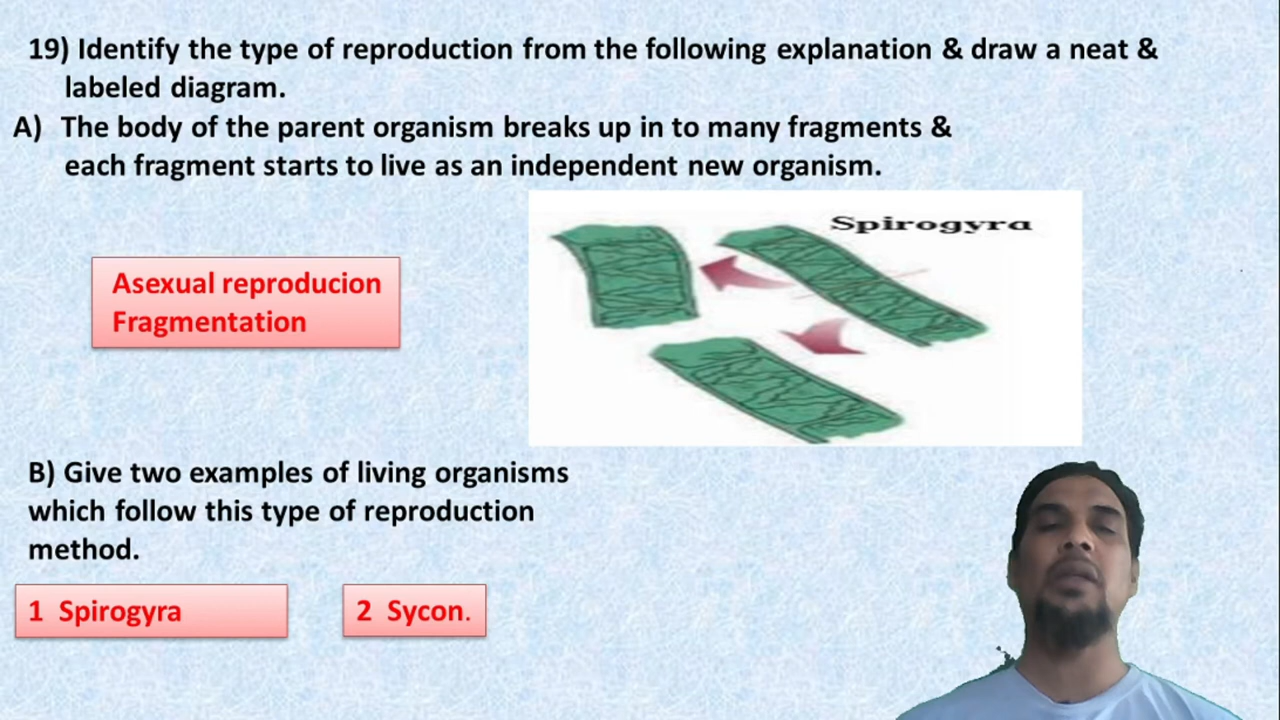 19) Identify the type of reproduction from the following explanation & draw a neat &
labeled diagram.
A) The body of the parent organism breaks up in to many fragments &
each fragment starts to live as an independent new organism.
Spirogyra
Asexual reproducion
Fragmentation
B) Give two examples of living organisms
which follow this type of reproduction
method.
1 Spirogyra
2 Sycon.